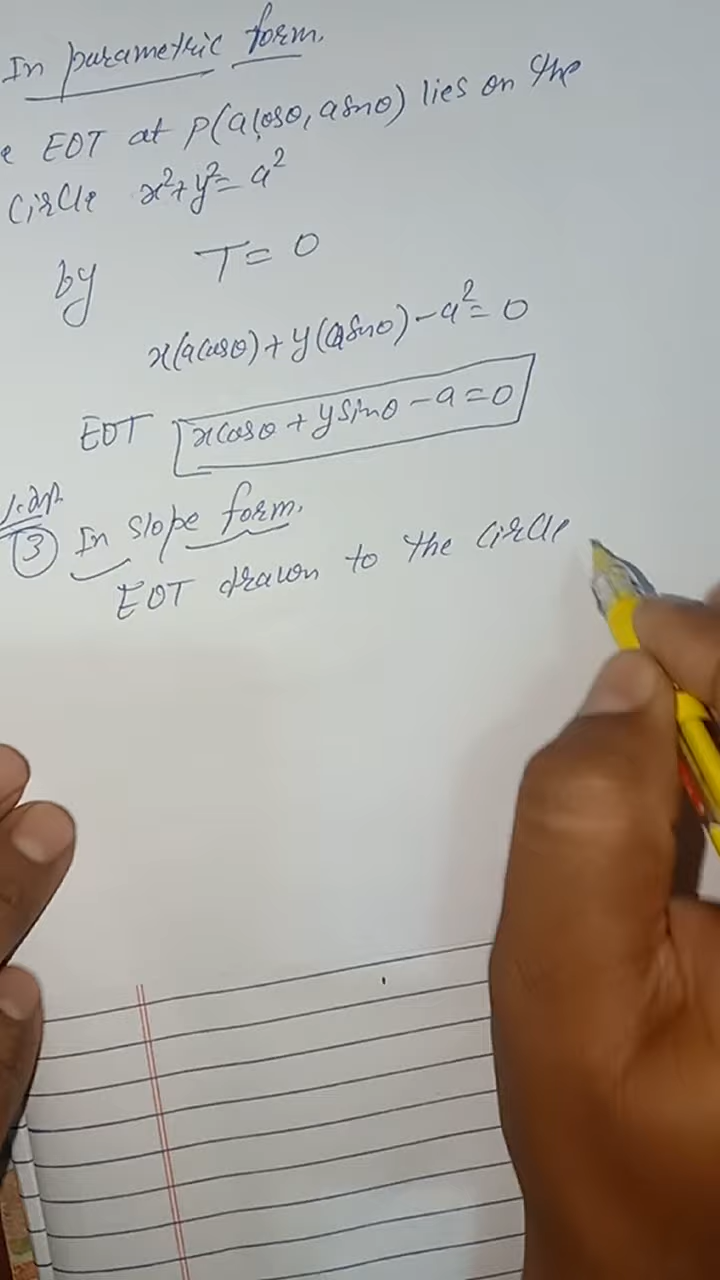 In parametric form.
e EOT at P(acosθ, asinθ) lies on the
Circle x²+y²=a²
by T=0
x(acosθ)+y(asinθ)-a²=0
EOT xcosθ+ysinθ-a=0
③ In slope form.
EOT drawn to the circle